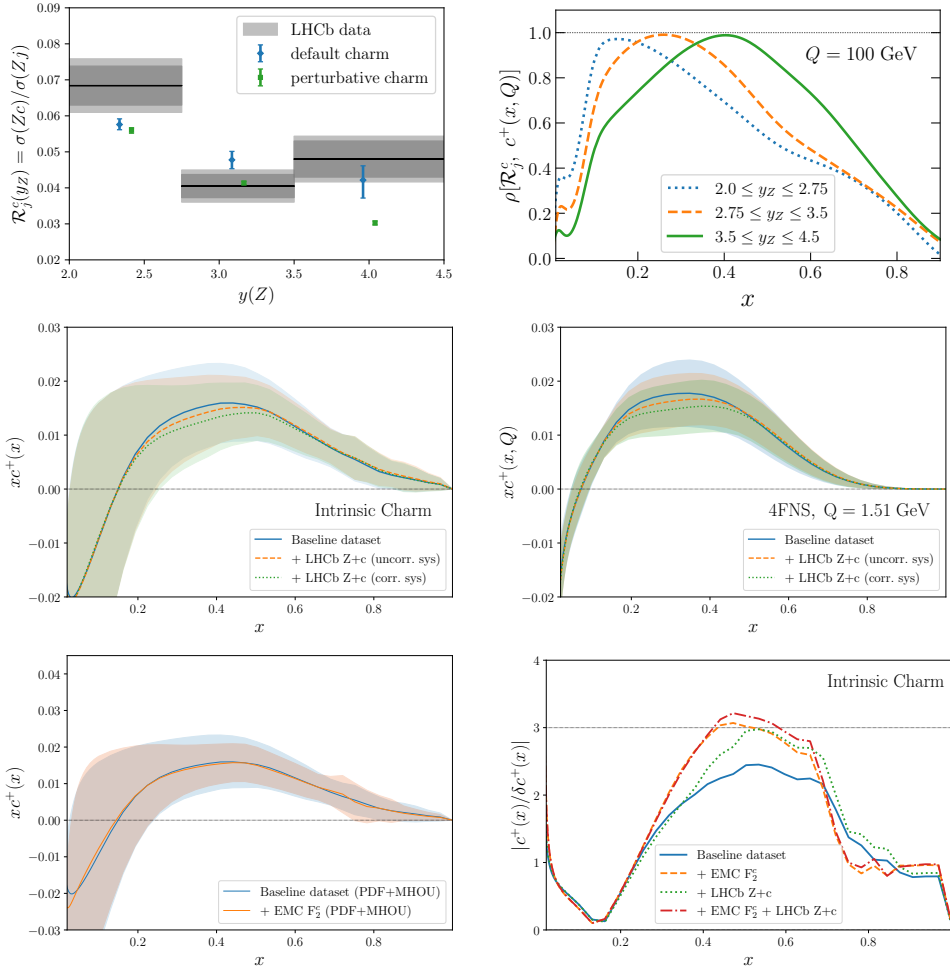 LHCb data
default charm
perturbative charm
0.09
0.08
0.07
0.06
0.05
0.04
0.03
0.02
2.0 2.5 3.0 3.5 4.0 4.5
y(Z)
ℛ_j^c(y_Z) = σ(Zc)/σ(Zj)
Q = 100 GeV
1.0
0.8
0.6
0.4
0.2
0.0
2.0 ≤ y_Z ≤ 2.75
2.75 ≤ y_Z ≤ 3.5
3.5 ≤ y_Z ≤ 4.5
0.2 0.4 0.6 0.8
x
ρ[ℛ_j^c, c⁺(x, Q)]
0.03
0.02
0.01
0.00
−0.01
−0.02
xc⁺(x)
Intrinsic Charm
Baseline dataset
+ LHCb Z+c (uncorr. sys)
+ LHCb Z+c (corr. sys)
0.2 0.4 0.6 0.8
x
0.03
0.02
0.01
0.00
−0.01
−0.02
xc⁺(x, Q)
4FNS, Q = 1.51 GeV
Baseline dataset
+ LHCb Z+c (uncorr. sys)
+ LHCb Z+c (corr. sys)
0.2 0.4 0.6 0.8
x
0.04
0.03
0.02
0.01
0.00
−0.01
−0.02
−0.03
xc⁺(x)
Baseline dataset (PDF+MHOU)
+ EMC F₂ᶜ (PDF+MHOU)
0.2 0.4 0.6 0.8
x
4
3
2
1
0
|c⁺(x)/δc⁺(x)|
Intrinsic Charm
Baseline dataset
+ EMC F₂ᶜ
+ LHCb Z+c
+ EMC F₂ᶜ + LHCb Z+c
0.2 0.4 0.6 0.8
x